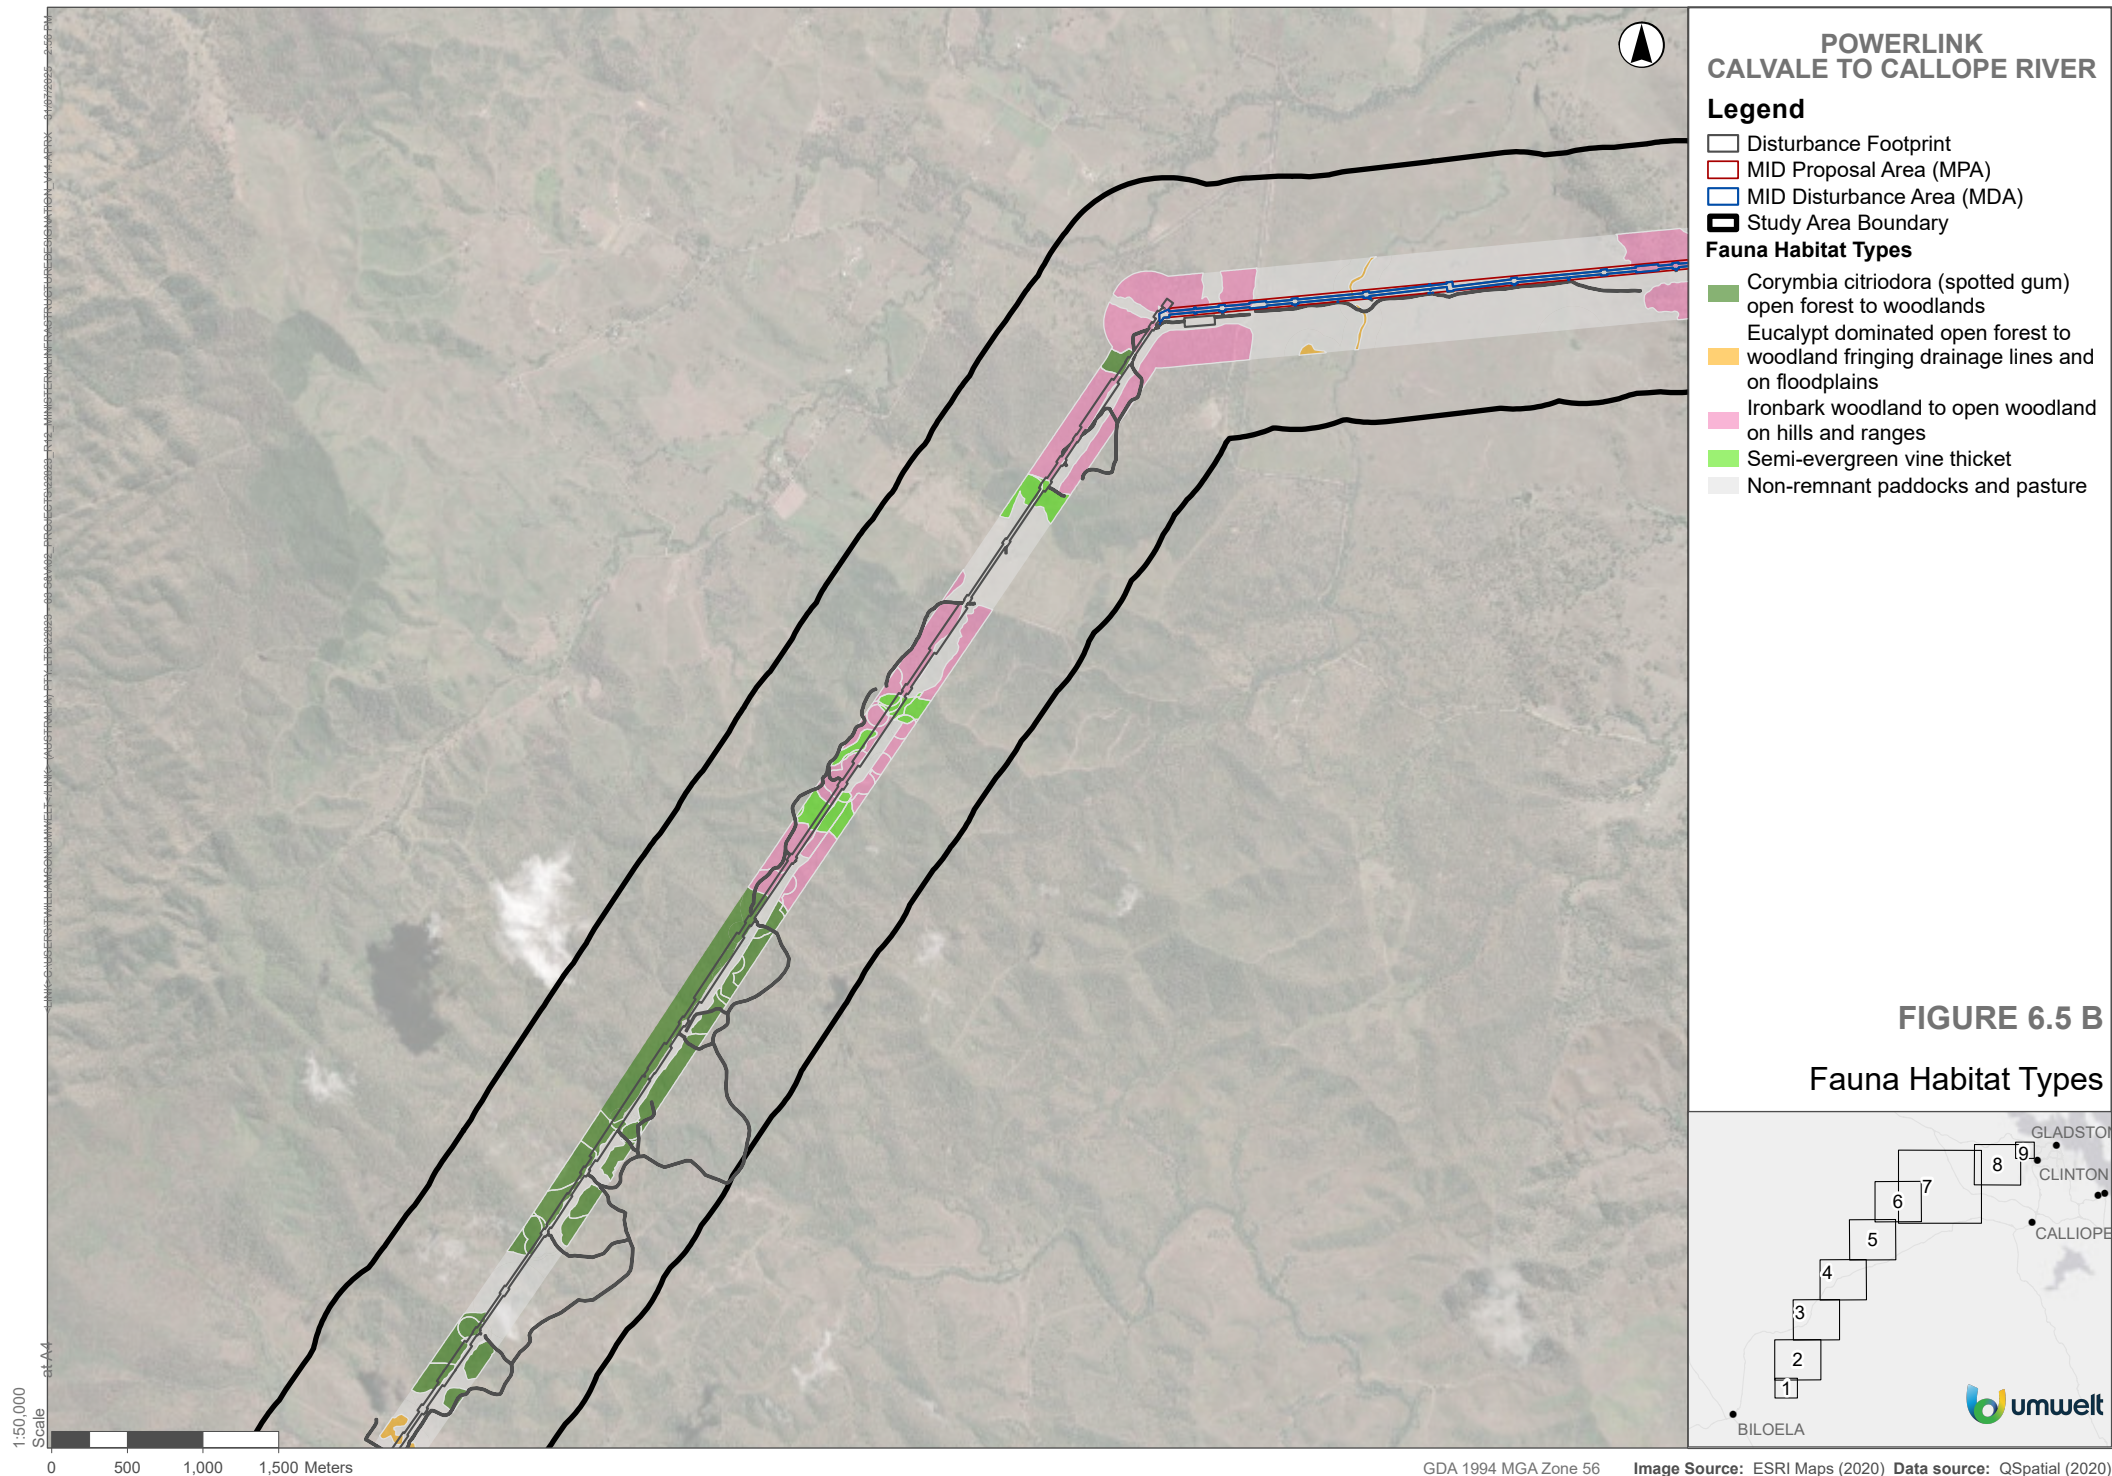 POWERLINK
CALVALE TO CALLOPE RIVER
Legend
Disturbance Footprint
MID Proposal Area (MPA)
MID Disturbance Area (MDA)
Study Area Boundary
Fauna Habitat Types
Corymbia citriodora (spotted gum)
open forest to woodlands
Eucalypt dominated open forest to
woodland fringing drainage lines and
on floodplains
Ironbark woodland to open woodland
on hills and ranges
Semi-evergreen vine thicket
Non-remnant paddocks and pasture
FIGURE 6.5 B
Fauna Habitat Types
GLADSTON
9
8
CLINTON
7
6
CALLIOPE
5
4
3
2
1
BILOELA
umwelt
Scale
1:50,000
at A4
0 500 1,000 1,500 Meters
GDA 1994 MGA Zone 56
Image Source: ESRI Maps (2020) Data source: QSpatial (2020)